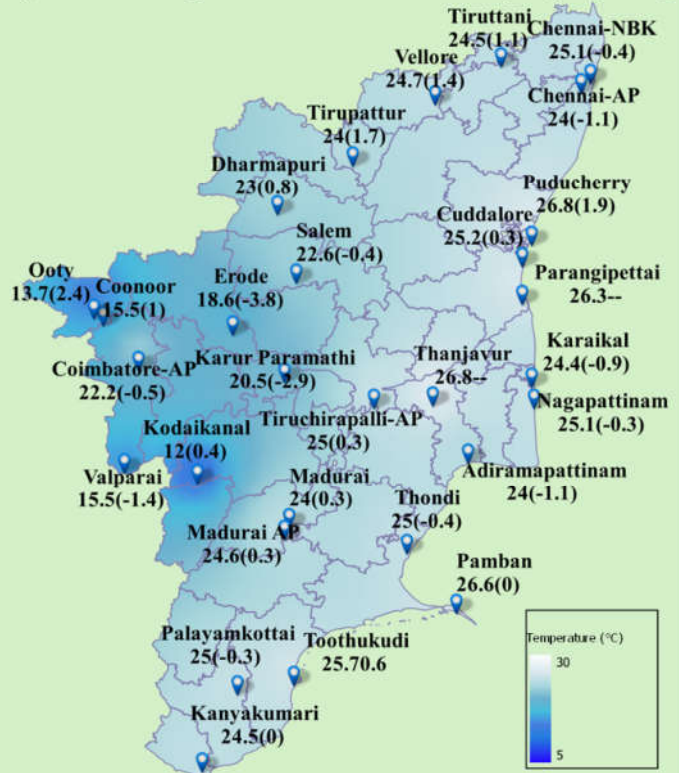 Tiruttani
24.5(1.1)
Chennai-NBK
25.1(-0.4)
Vellore
24.7(1.4)
Chennai-AP
24(-1.1)
Tirupattur
24(1.7)
Dharmapuri
23(0.8)
Puducherry
26.8(1.9)
Cuddalore
25.2(0.3)
Salem
22.6(-0.4)
Ooty
13.7(2.4)
Coonoor
15.5(1)
Erode
18.6(-3.8)
Parangipettai
26.3--
Karaikal
24.4(-0.9)
Coimbatore-AP
22.2(-0.5)
Karur Paramathi
20.5(-2.9)
Thanjavur
26.8--
Nagapattinam
25.1(-0.3)
Tiruchirapalli-AP
25(0.3)
Kodaikanal
12(0.4)
Valparai
15.5(-1.4)
Adiramapattinam
24(-1.1)
Madurai
24(0.3)
Thondi
25(-0.4)
Madurai AP
24.6(0.3)
Pamban
26.6(0)
Palayamkottai
25(-0.3)
Toothukudi
25.70.6
Kanyakumari
24.5(0)
Temperature (°C)
30
5